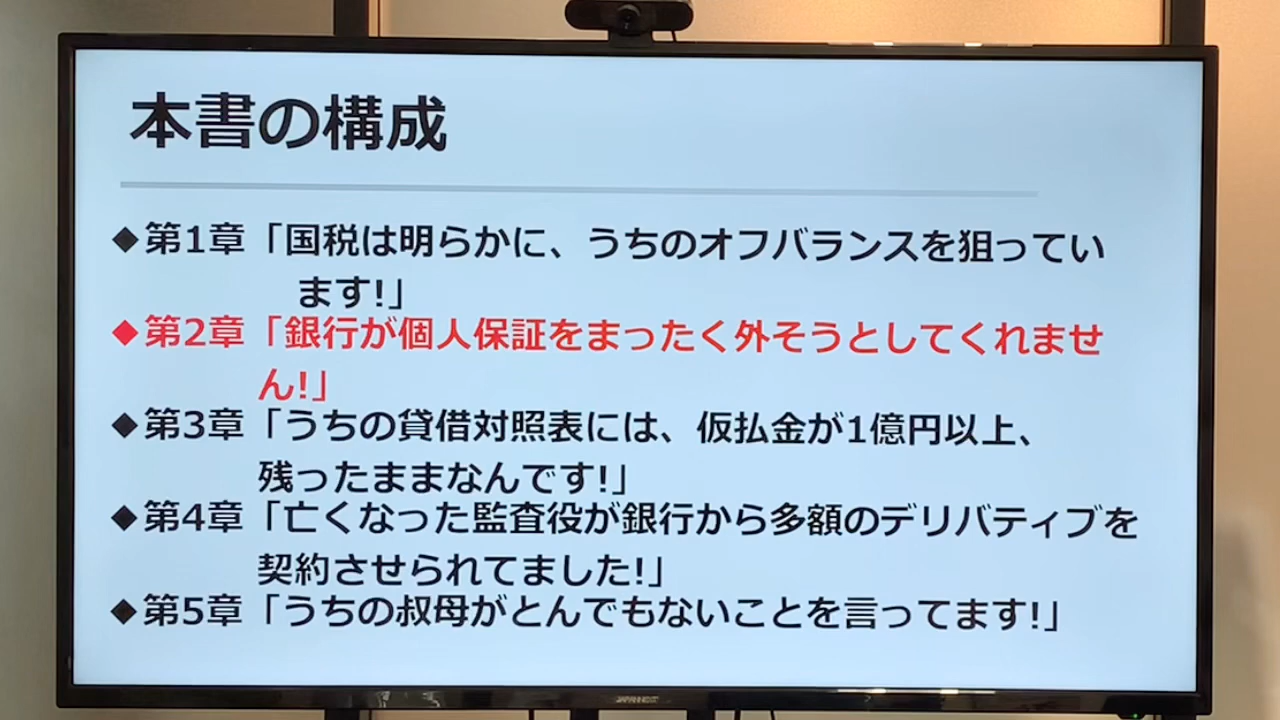 本書の構成
◆第1章「国税は明らかに、うちのオフバランスを狙ってい
ます!」
◆第2章「銀行が個人保証をまったく外そうとしてくれませ
ん!」
◆第3章「うちの貸借対照表には、仮払金が1億円以上、
残ったままなんです!」
◆第4章「亡くなった監査役が銀行から多額のデリバティブを
契約させられてました!」
◆第5章「うちの叔母がとんでもないことを言ってます!」
JAPANNEXT